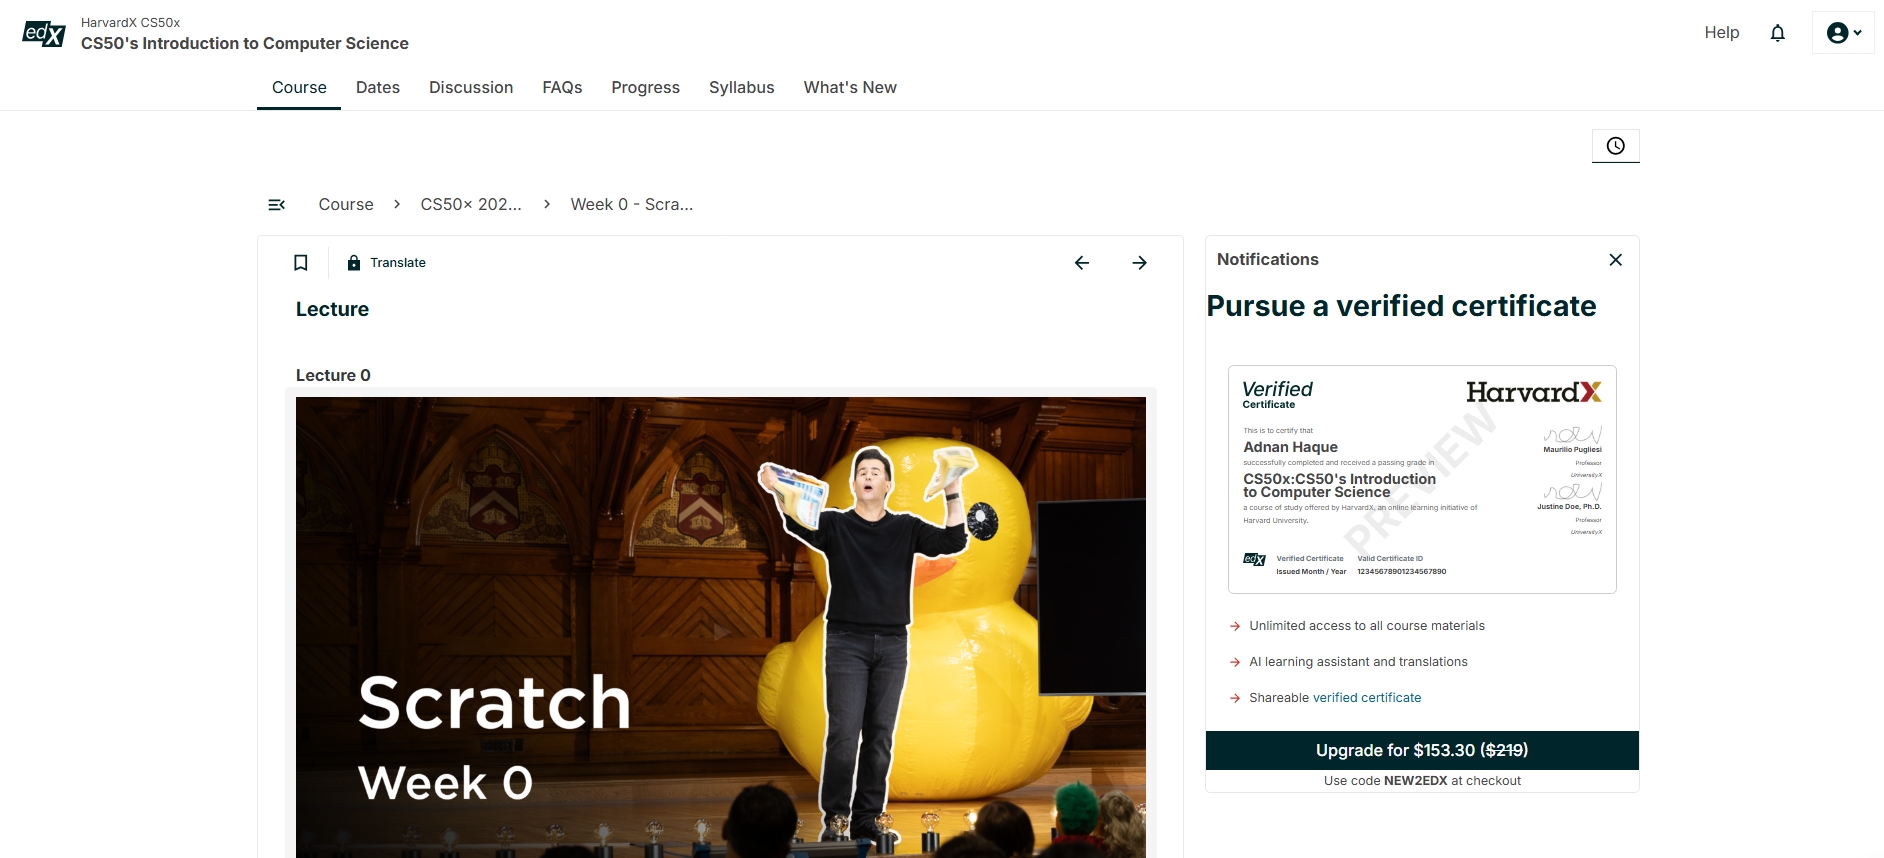 edX
HarvardX CS50x
CS50's Introduction to Computer Science
Help
Course
Dates
Discussion
FAQs
Progress
Syllabus
What's New
Course
CS50x 202...
Week 0 - Scra...
Translate
Lecture
Lecture 0
Scratch
Week 0
Notifications
Pursue a verified certificate
Verified
Certificate
HarvardX
This is to certify that
Adnan Haque
successfully completed and received a passing grade in
CS50x:CS50's Introduction
to Computer Science
a course of study offered by HarvardX, an online learning initiative of
Harvard University.
Maurilio Pugliesi
Professor
UniversityX
Justine Doe, Ph.D.
Professor
UniversityX
PREVIEW
edX
Verified Certificate
Issued Month / Year
Valid Certificate ID
12345678901234567890
Unlimited access to all course materials
AI learning assistant and translations
Shareable verified certificate
Upgrade for $153.30 ($219)
Use code NEW2EDX at checkout